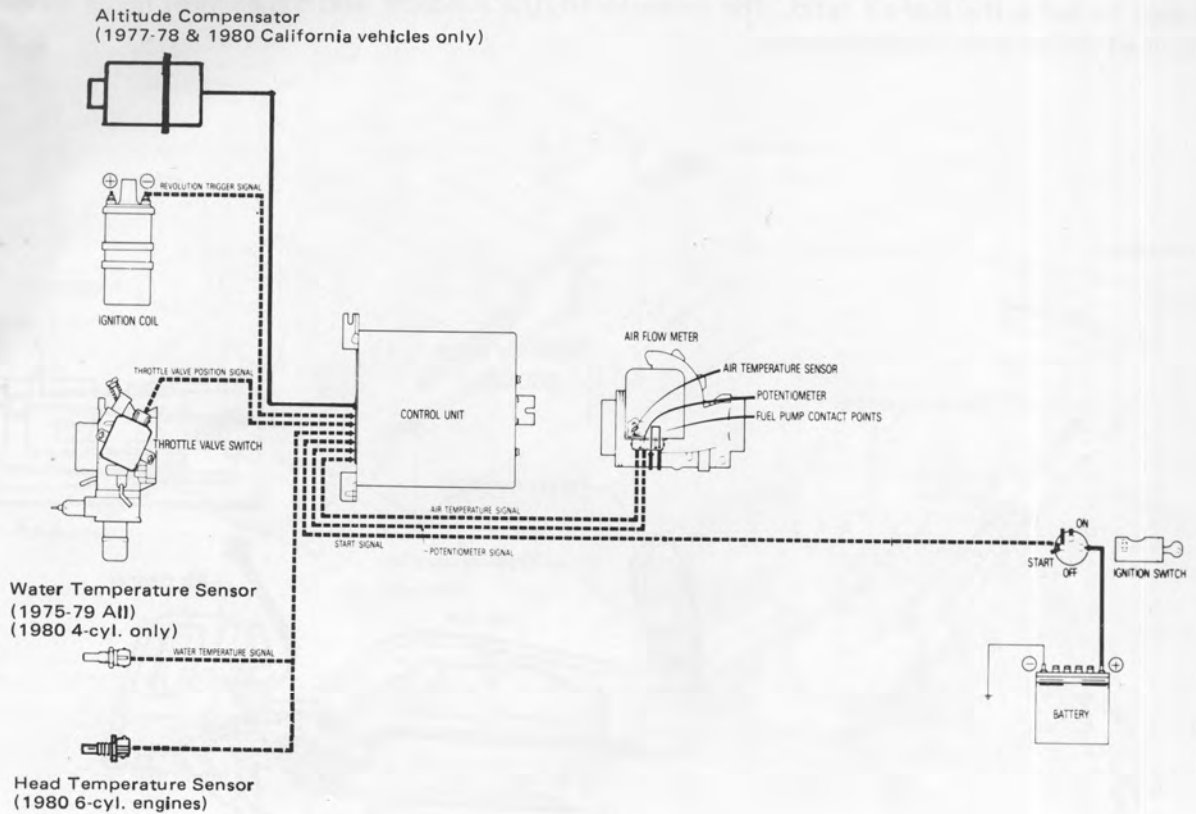 Altitude Compensator
(1977-78 & 1980 California vehicles only)
⊕ ⊖
REVOLUTION TRIGGER SIGNAL
IGNITION COIL
THROTTLE VALVE POSITION SIGNAL
THROTTLE VALVE SWITCH
CONTROL UNIT
AIR FLOW METER
AIR TEMPERATURE SENSOR
POTENTIOMETER
FUEL PUMP CONTACT POINTS
AIR TEMPERATURE SIGNAL
START SIGNAL
POTENTIOMETER SIGNAL
ON
START
OFF
IGNITION SWITCH
Water Temperature Sensor
(1975-79 All)
(1980 4-cyl. only)
WATER TEMPERATURE SIGNAL
⊖ ⊕
BATTERY
Head Temperature Sensor
(1980 6-cyl. engines)